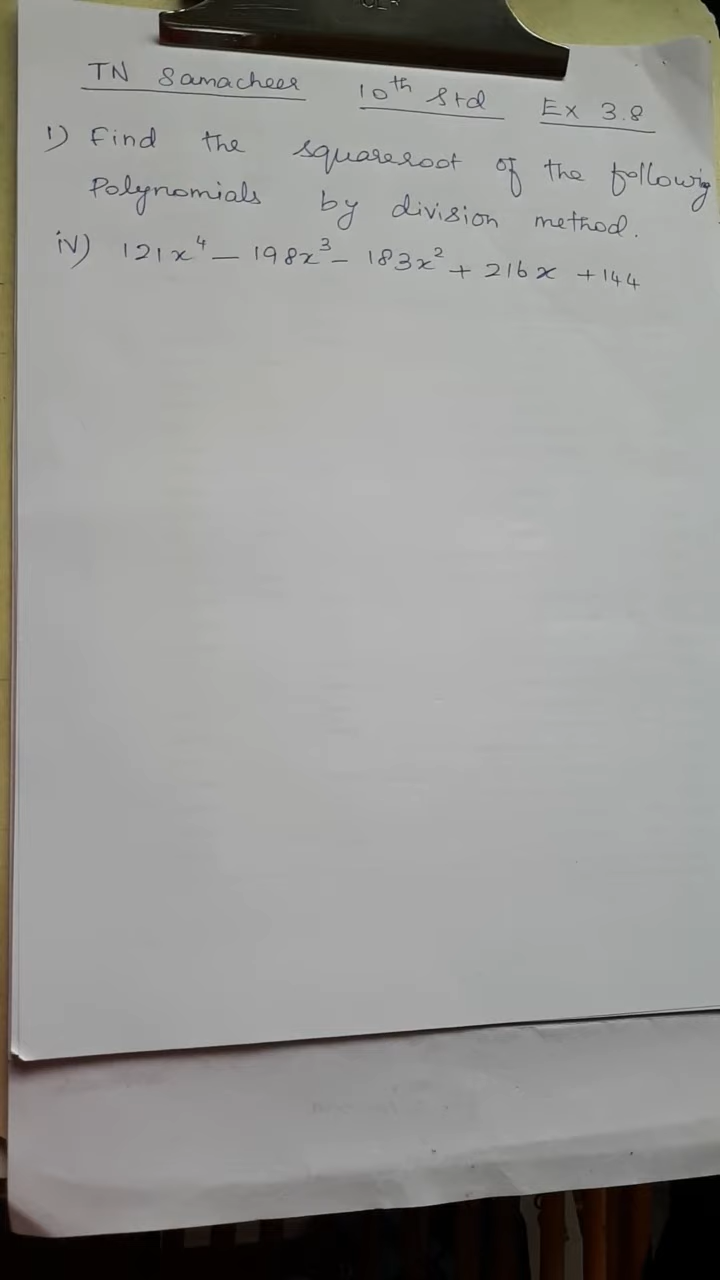 TN Samacheer 10th Std Ex 3.8
1) Find the squareroot of the followig
Polynomials by division method.
iv) 121x⁴ — 198x³ — 183x² + 216x + 144